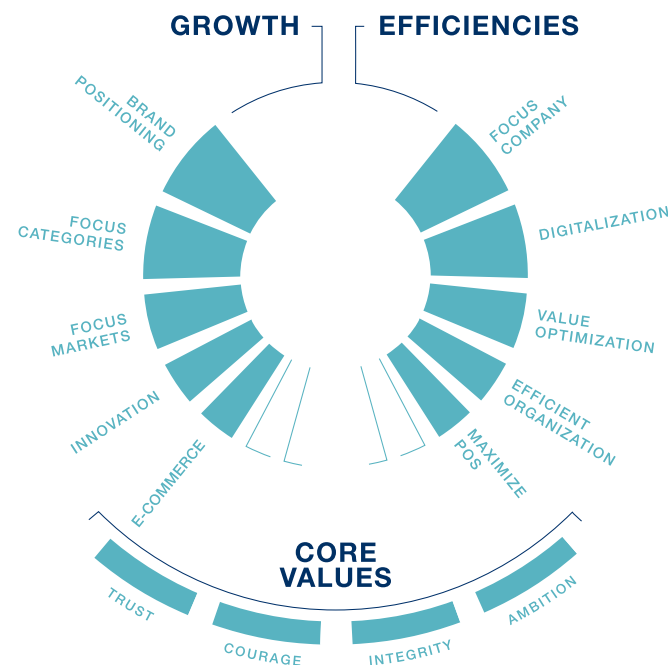 GROWTH
EFFICIENCIES
BRAND
POSITIONING
FOCUS
CATEGORIES
FOCUS
MARKETS
INNOVATION
E-COMMERCE
FOCUS
COMPANY
DIGITALIZATION
VALUE
OPTIMIZATION
EFFICIENT
ORGANIZATION
MAXIMIZE
POS
CORE
VALUES
TRUST
COURAGE
INTEGRITY
AMBITION